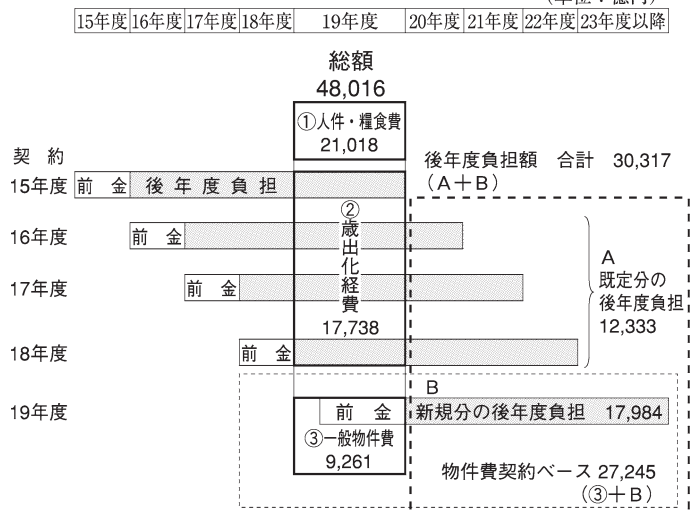 (単位：億円)
15年度 16年度 17年度 18年度 19年度 20年度 21年度 22年度 23年度以降
総額
48,016
①人件・糧食費
21,018
契 約
後年度負担額 合計 30,317
(A＋B)
15年度 前 金 後 年 度 負 担
16年度 前 金
②歳出化経費
17,738
A
既定分の
後年度負担
12,333
17年度 前 金
18年度 前 金
B
19年度 前 金 新規分の後年度負担 17,984
③一般物件費
9,261
物件費契約ベース 27,245
(③＋B)